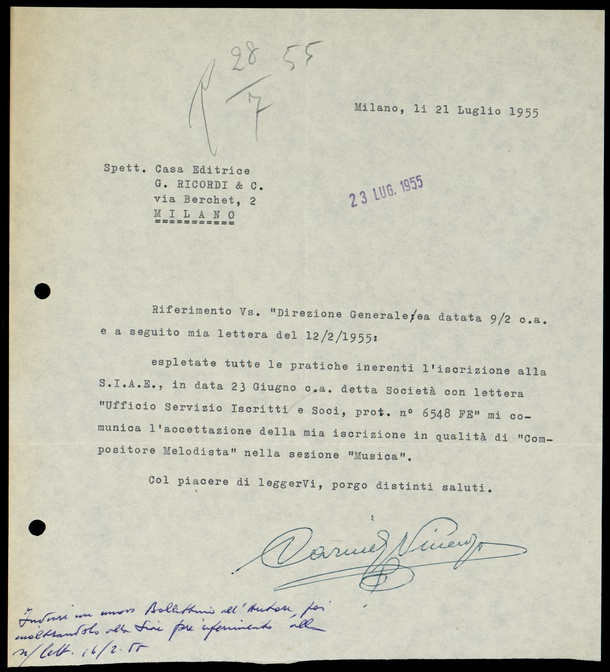 28 55
7
Milano, li 21 Luglio 1955
Spett. Casa Editrice
G. RICORDI & C.
via Berchet, 2
M I L A N O
23 LUG. 1955
Riferimento Vs. "Direzione Generale/ea datata 9/2 c.a.
e a seguito mia lettera del 12/2/1955:
espletate tutte le pratiche inerenti l'iscrizione alla
S.I.A.E., in data 23 Giugno c.a. detta Società con lettera
"Ufficio Servizio Iscritti e Soci, prot. n° 6548 FE" mi co-
munica l'accettazione della mia iscrizione in qualità di "Com-
positore Melodista" nella sezione "Musica".
Col piacere di leggerVi, porgo distinti saluti.
un nuovo Bollettino all'Autore, poi
inoltrandolo alla Siae riferimento alla
n/ lett. 16/2.55